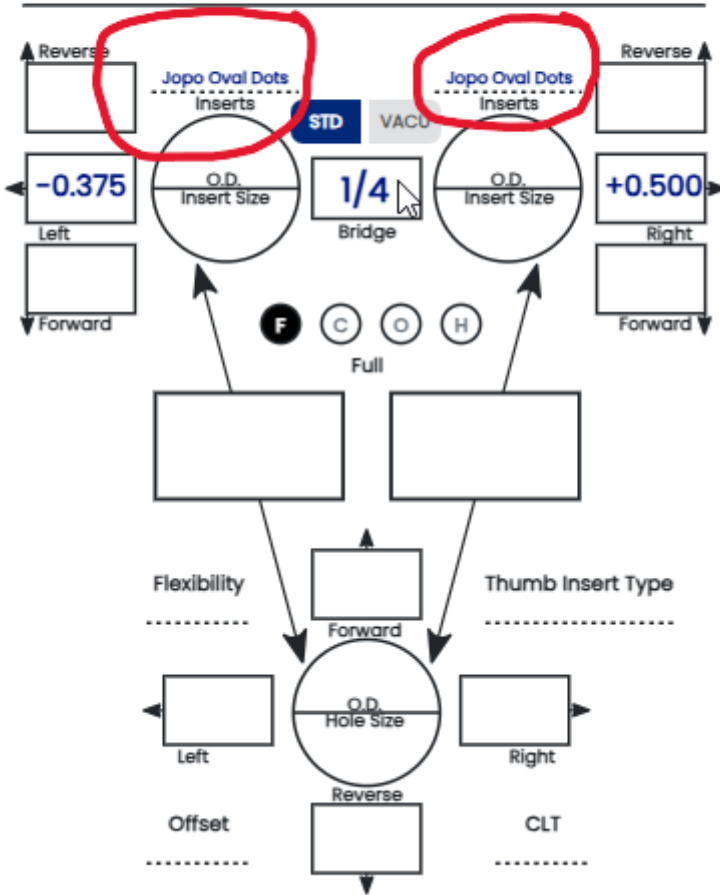 Reverse
Reverse
Jopo Oval Dots
Jopo Oval Dots
Inserts
Inserts
STD
VACU
-0.375
O.D.
Insert Size
1/4
O.D.
Insert Size
+0.500
Left
Bridge
Right
Forward
F
C
O
H
Forward
Full
Flexibility
Thumb Insert Type
Forward
O.D.
Hole Size
Left
Right
Reverse
Offset
CLT